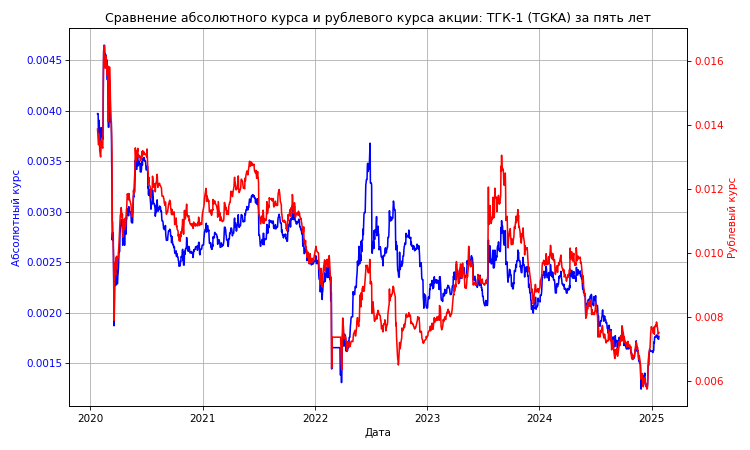 Сравнение абсолютного курса и рублевого курса акции: ТГК-1 (TGKA) за пять лет
Абсолютный курс
0.0045
0.0040
0.0035
0.0030
0.0025
0.0020
0.0015
0.016
0.014
0.012
0.010
0.008
0.006
Рублевый курс
2020 2021 2022 2023 2024 2025
Дата